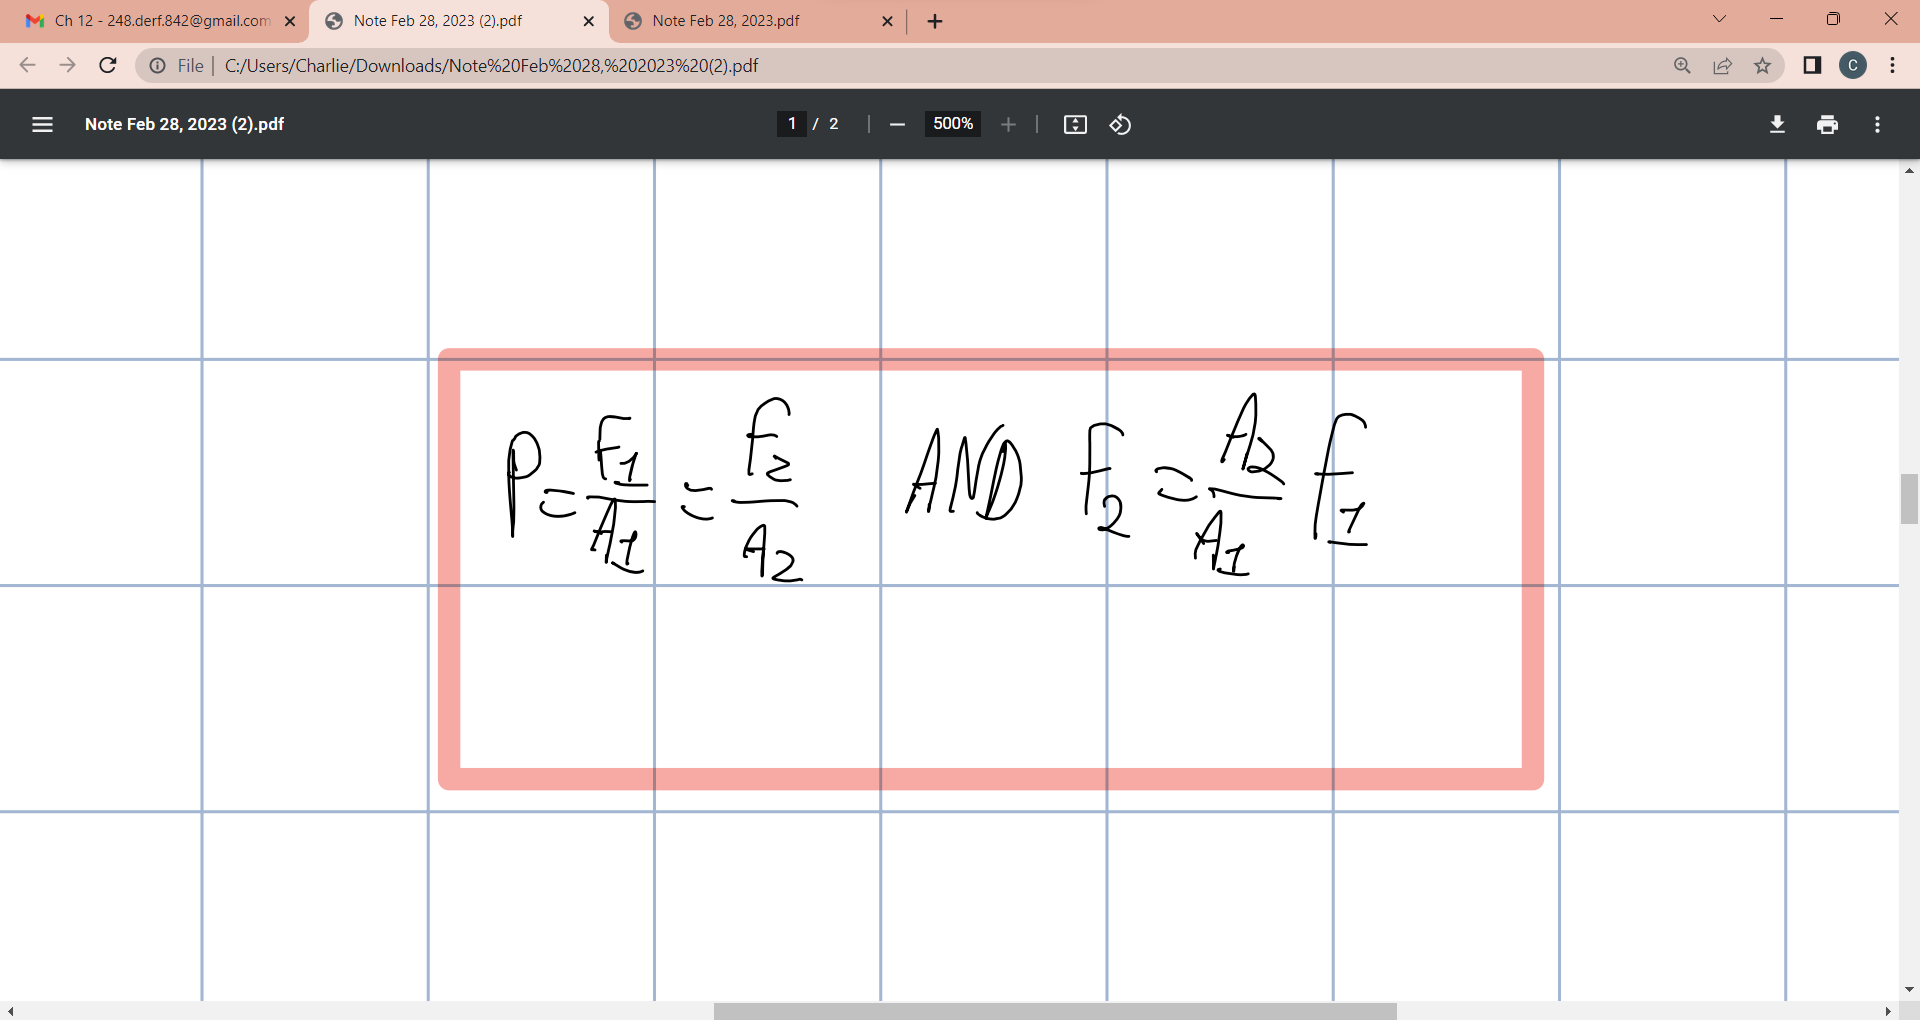 Ch 12 - 248.derf.842@gmail.com
Note Feb 28, 2023 (2).pdf
Note Feb 28, 2023.pdf
File | C:/Users/Charlie/Downloads/Note%20Feb%2028,%202023%20(2).pdf
C
Note Feb 28, 2023 (2).pdf
1 / 2
500%
P = F1/A1 = F2/A2 AND F2 = A2/A1 F1